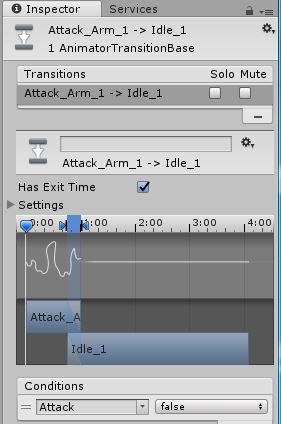 Inspector Services
Attack_Arm_1 -> Idle_1
1 AnimatorTransitionBase
Transitions Solo Mute
Attack_Arm_1 -> Idle_1
Attack_Arm_1 -> Idle_1
Has Exit Time
Settings
0:00 1:00 2:00 3:00 4:00
Attack_A
Idle_1
Conditions
Attack false